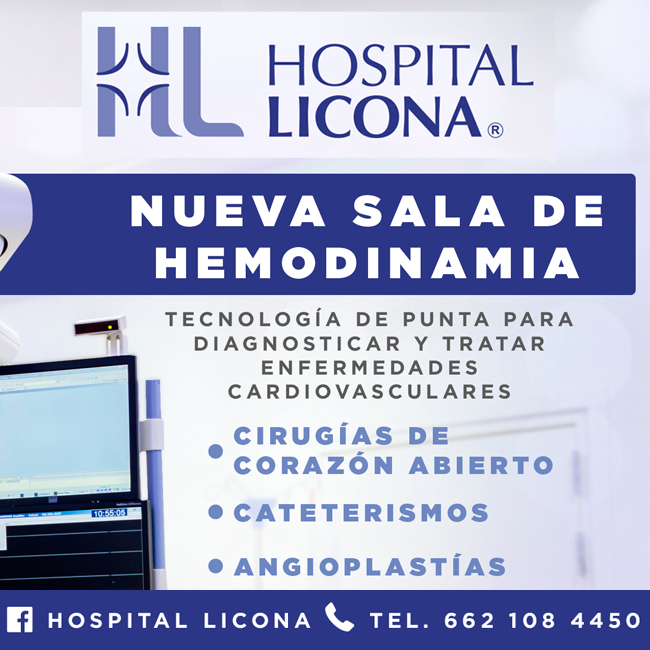 HL HOSPITAL
LICONA®
NUEVA SALA DE
HEMODINAMIA
TECNOLOGÍA DE PUNTA PARA
DIAGNOSTICAR Y TRATAR
ENFERMEDADES
CARDIOVASCULARES
• CIRUGÍAS DE
CORAZÓN ABIERTO
• CATETERISMOS
• ANGIOPLASTÍAS
10:55:05
HOSPITAL LICONA TEL. 662 108 4450